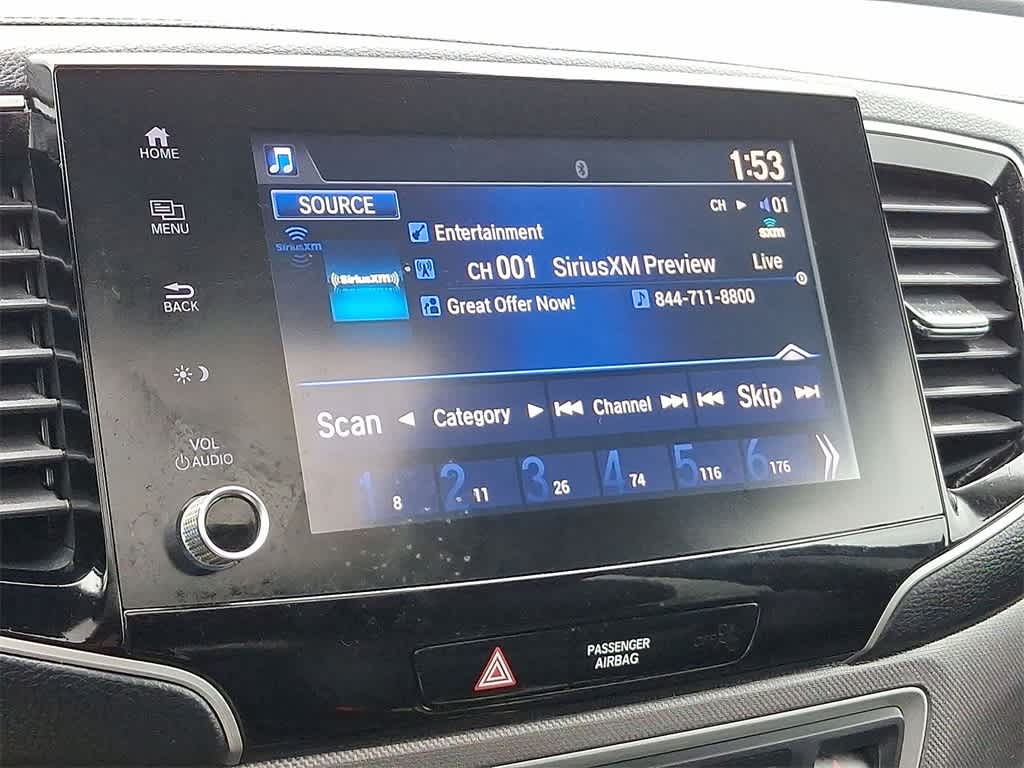 HOME
MENU
BACK
VOL
AUDIO
1:53
SOURCE
CH 01
SiriusXM
sxm
Entertainment
((SiriusXM))
CH 001 SiriusXM Preview Live
Great Offer Now! 844-711-8800
Scan Category Channel Skip
1 8 2 11 3 26 4 74 5 116 6 176
PASSENGER
AIRBAG